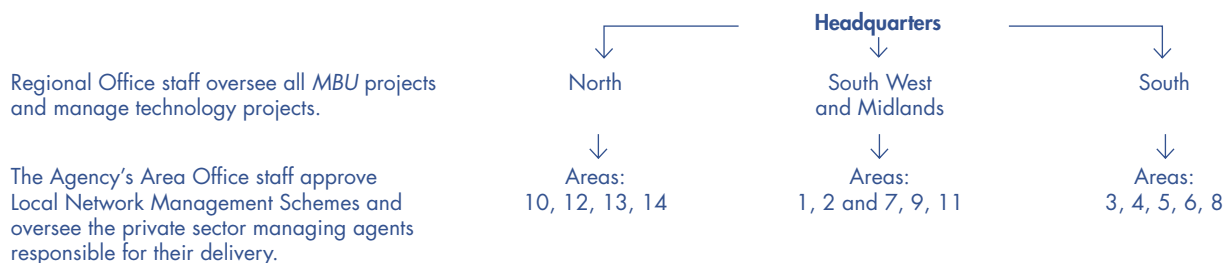 Headquarters
Regional Office staff oversee all MBU projects
and manage technology projects.
North
South West
and Midlands
South
The Agency's Area Office staff approve
Local Network Management Schemes and
oversee the private sector managing agents
responsible for their delivery.
Areas:
10, 12, 13, 14
Areas:
1, 2 and 7, 9, 11
Areas:
3, 4, 5, 6, 8